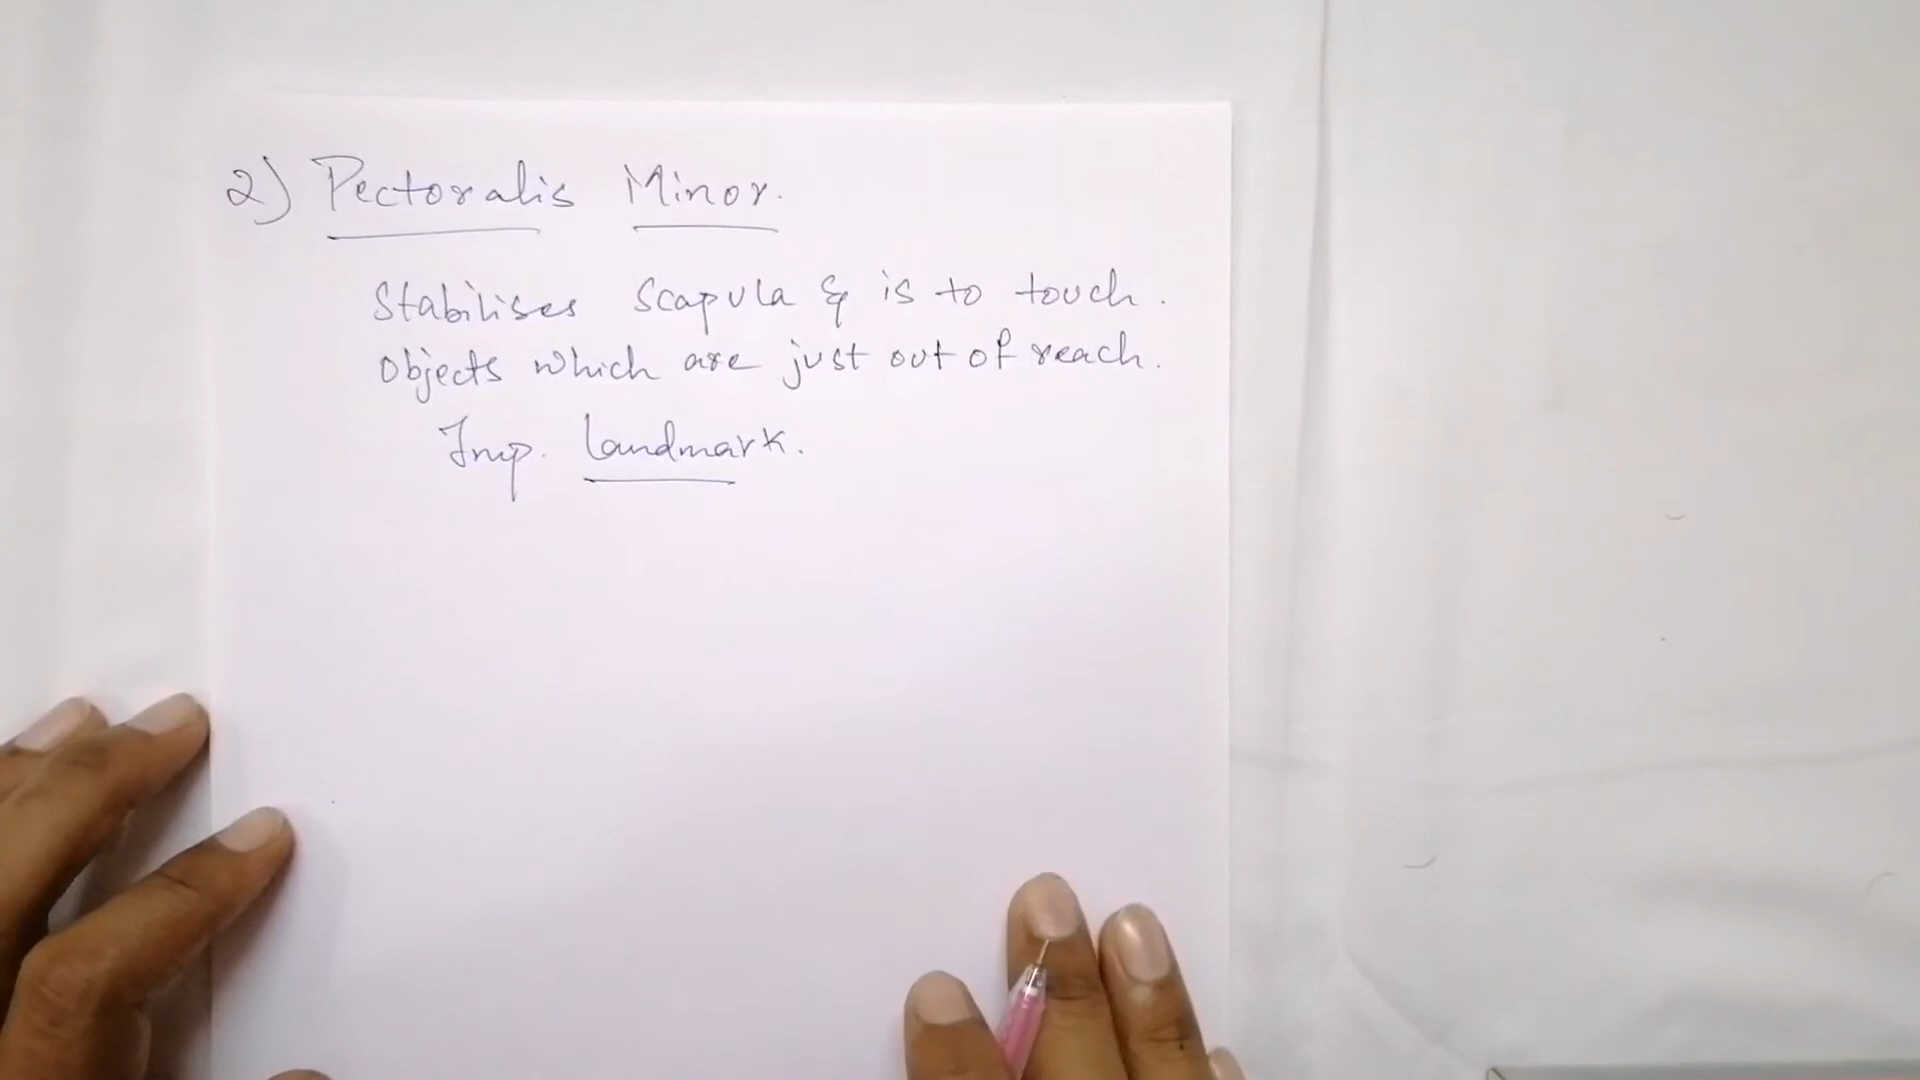 2) Pectoralis Minor.
Stabilises Scapula & is to touch.
Objects which are just out of reach.
Imp. landmark.